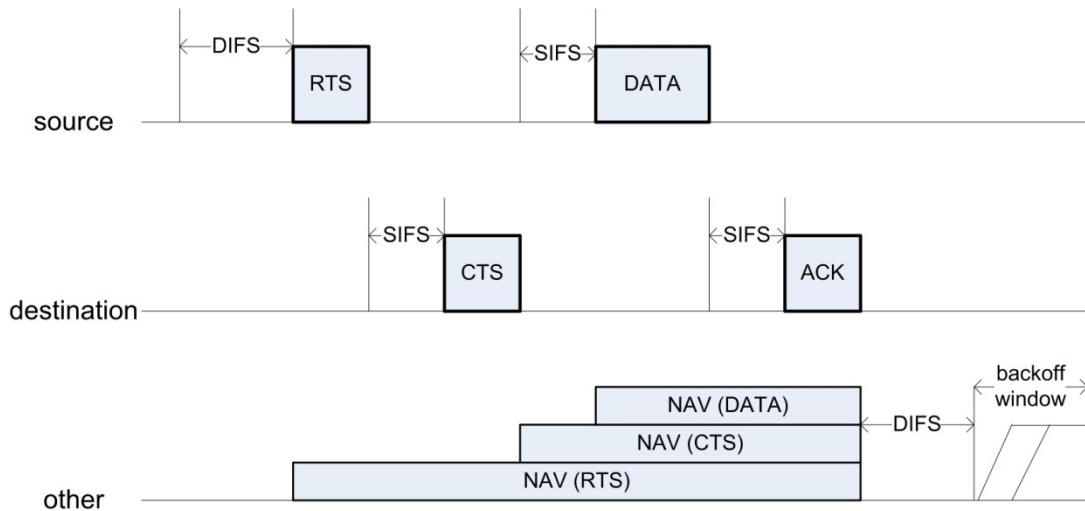 DIFS
SIFS
RTS
DATA
source
SIFS
SIFS
CTS
ACK
destination
backoff
window
NAV (DATA)
DIFS
NAV (CTS)
NAV (RTS)
other